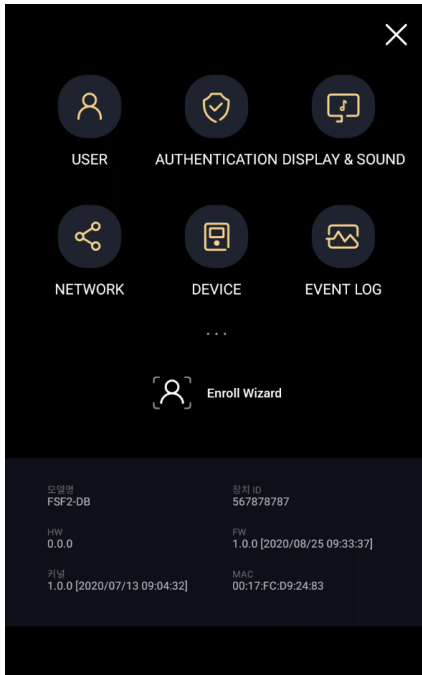 USER
AUTHENTICATION
DISPLAY & SOUND
NETWORK
DEVICE
EVENT LOG
...
Enroll Wizard
모델명
FSF2-DB
장치 ID
567878787
HW
0.0.0
FW
1.0.0 [2020/08/25 09:33:37]
커널
1.0.0 [2020/07/13 09:04:32]
MAC
00:17:FC:D9:24:83